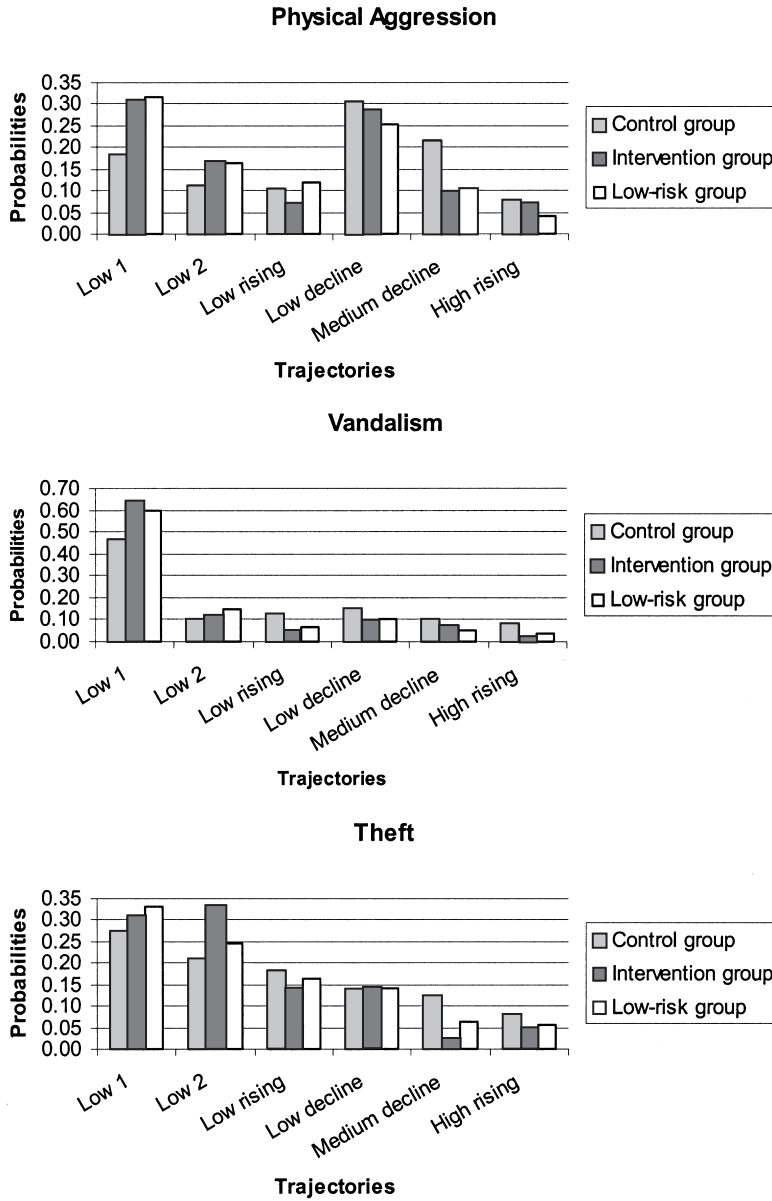 Physical Aggression
Probabilities
0.35
0.30
0.25
0.20
0.15
0.10
0.05
0.00
Low 1
Low 2
Low rising
Low decline
Medium decline
High rising
Trajectories
Control group
Intervention group
Low-risk group
Vandalism
Probabilities
0.70
0.60
0.50
0.40
0.30
0.20
0.10
0.00
Low 1
Low 2
Low rising
Low decline
Medium decline
High rising
Trajectories
Control group
Intervention group
Low-risk group
Theft
Probabilities
0.35
0.30
0.25
0.20
0.15
0.10
0.05
0.00
Low 1
Low 2
Low rising
Low decline
Medium decline
High rising
Trajectories
Control group
Intervention group
Low-risk group